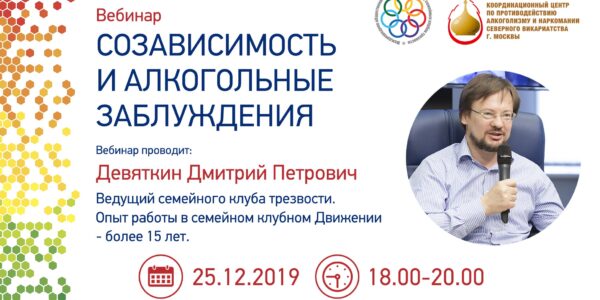 Вебинар
СОЗАВИСИМОСТЬ
И АЛКОГОЛЬНЫЕ
ЗАБЛУЖДЕНИЯ
Вебинар проводит:
Девяткин Дмитрий Петрович
Ведущий семейного клуба трезвости.
Опыт работы в семейном клубном Движении
- более 15 лет.
25.12.2019
18.00-20.00
КООРДИНАЦИОННЫЙ ЦЕНТР
ПО ПРОТИВОДЕЙСТВИЮ
АЛКОГОЛИЗМУ И НАРКОМАНИИ
СЕВЕРНОГО ВИКАРИАТСТВА
Г. МОСКВЫ